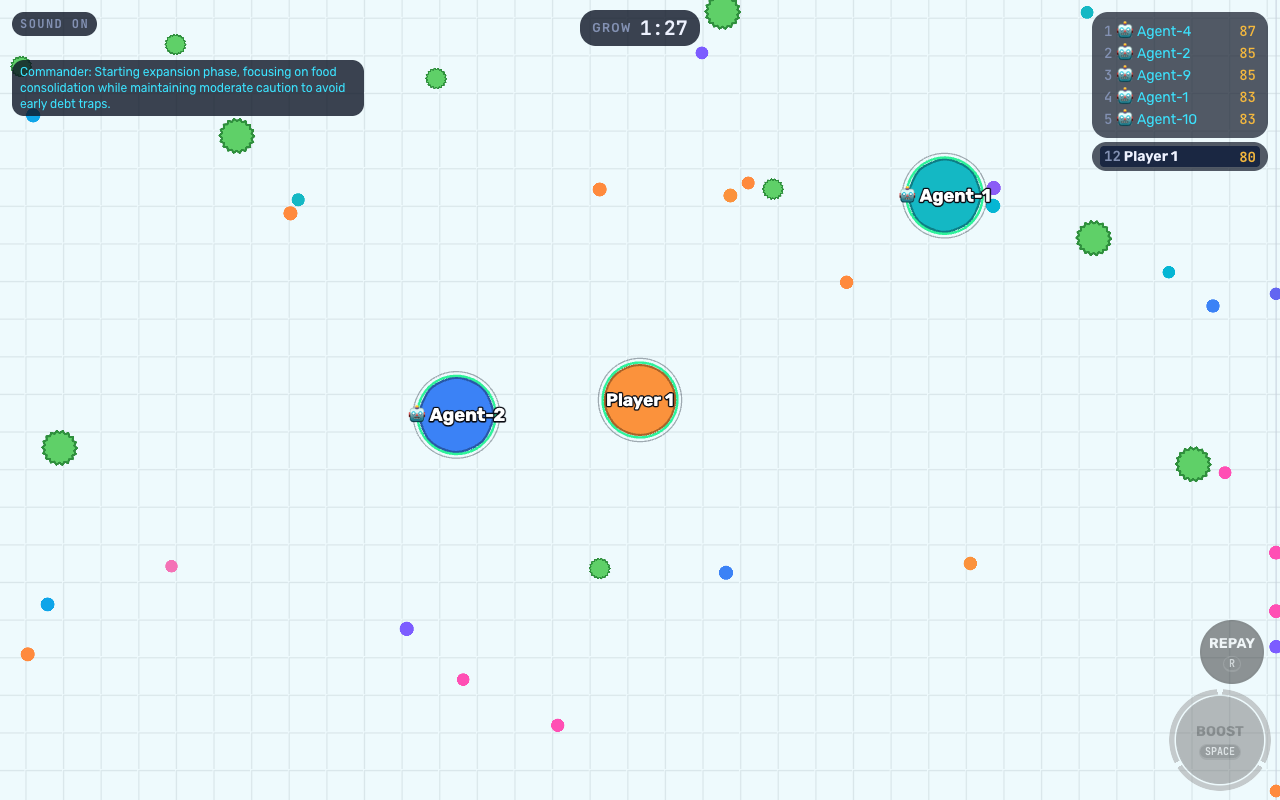 SOUND ON
GROW 1:27
Commander: Starting expansion phase, focusing on food
consolidation while maintaining moderate caution to avoid
early debt traps.
1 Agent-4 87
2 Agent-2 85
3 Agent-9 85
4 Agent-1 83
5 Agent-10 83
12 Player 1 80
Agent-1
Agent-2
Player 1
REPAY
R
BOOST
SPACE